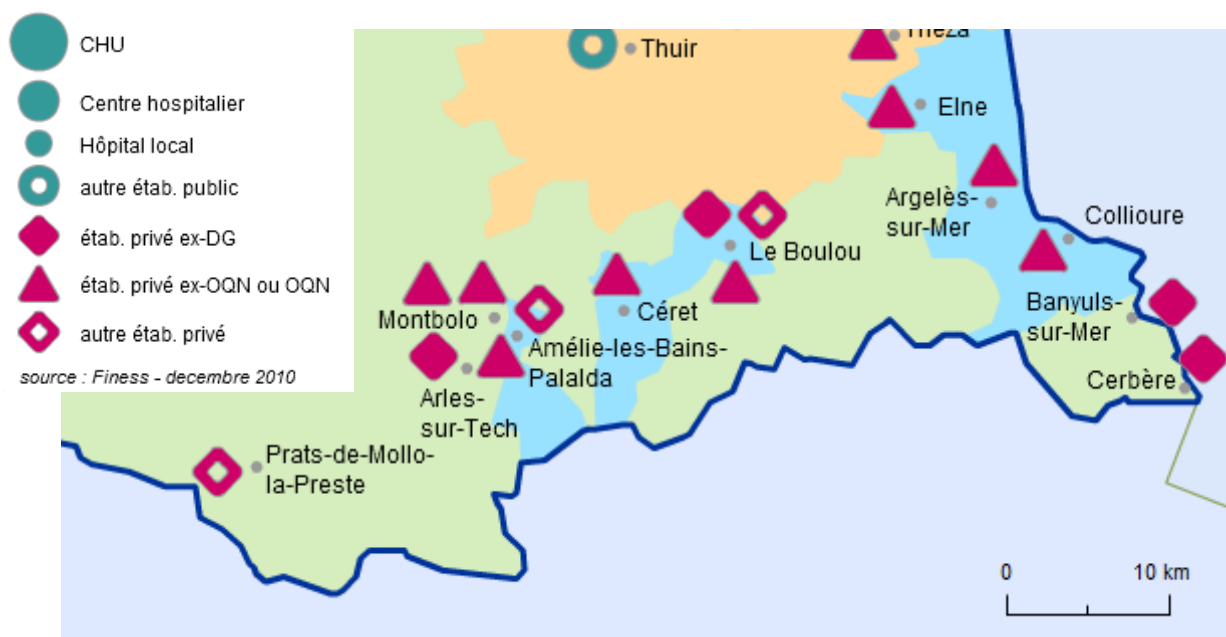 CHU
Centre hospitalier
Hôpital local
autre étab. public
étab. privé ex-DG
étab. privé ex-OQN ou OQN
autre étab. privé
source : Finess - decembre 2010
Théza
Thuir
Elne
Argelès-
sur-Mer
Collioure
Le Boulou
Banyuls-
sur-Mer
Céret
Montbolo
Amélie-les-Bains-
Palalda
Cerbère
Arles-
sur-Tech
Prats-de-Mollo-
la-Preste
0 10 km